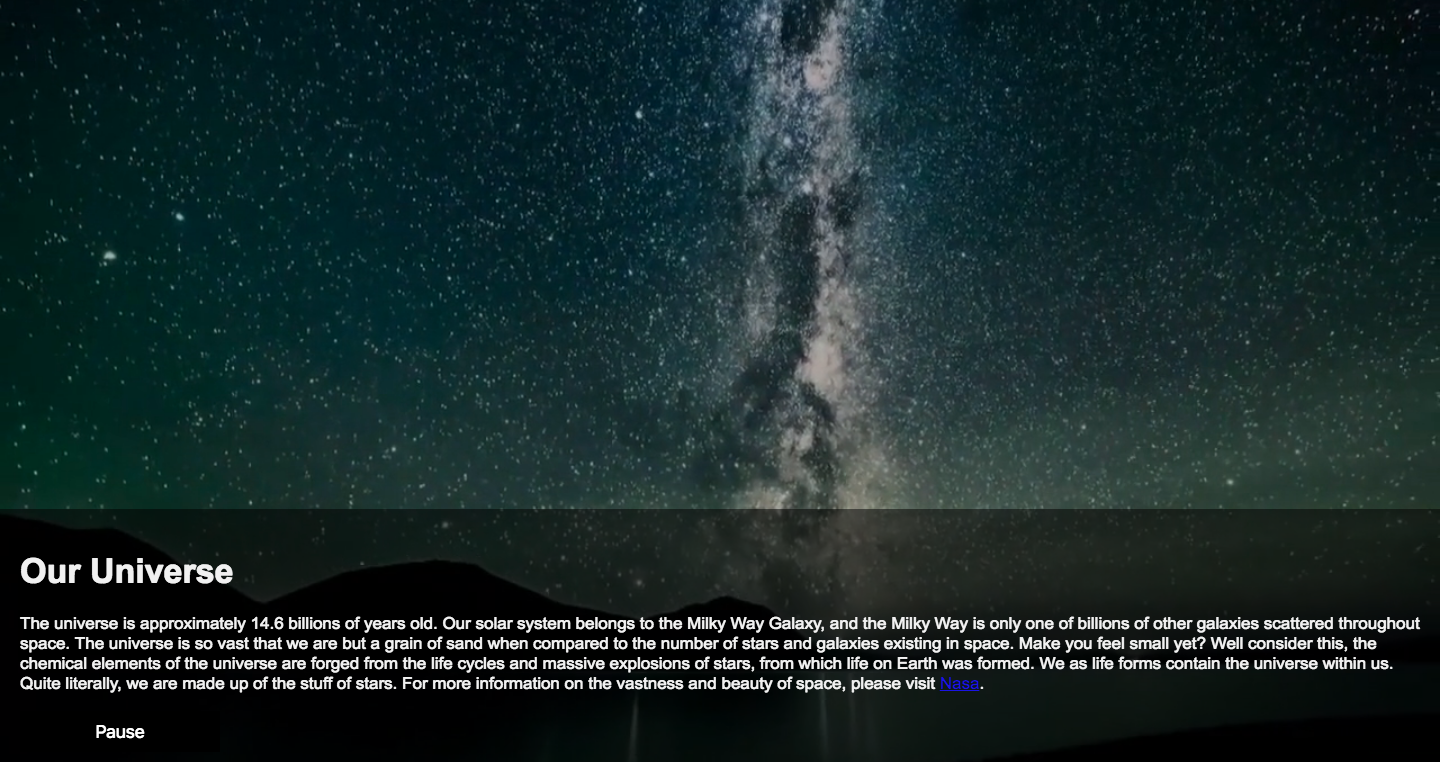 Our Universe
The universe is approximately 14.6 billions of years old. Our solar system belongs to the Milky Way Galaxy, and the Milky Way is only one of billions of other galaxies scattered throughout
space. The universe is so vast that we are but a grain of sand when compared to the number of stars and galaxies existing in space. Make you feel small yet? Well consider this, the
chemical elements of the universe are forged from the life cycles and massive explosions of stars, from which life on Earth was formed. We as life forms contain the universe within us.
Quite literally, we are made up of the stuff of stars. For more information on the vastness and beauty of space, please visit Nasa.
Pause